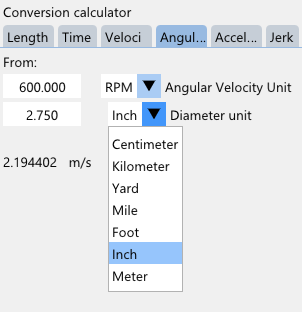 Conversion calculator
Length Time Veloci Angul... Accel... Jerk
From:
600.000 RPM Angular Velocity Unit
2.750 Inch Diameter unit
Centimeter
2.194402 m/s
Kilometer
Yard
Mile
Foot
Inch
Meter